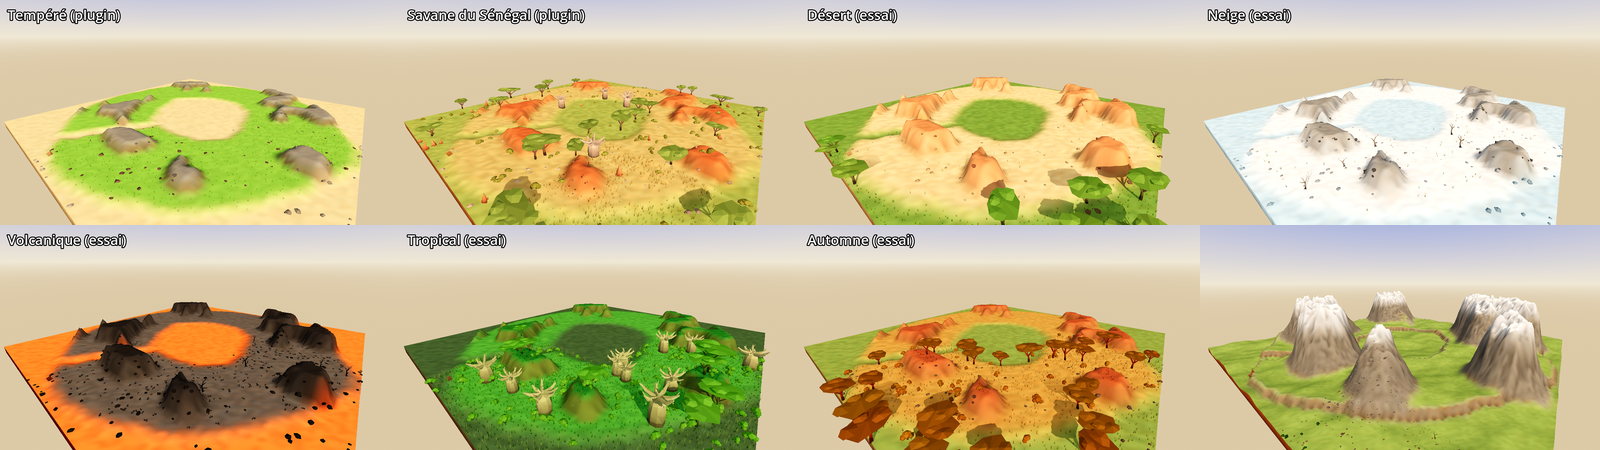 Tempéré (plugin)
Savane du Sénégal (plugin)
Désert (essai)
Neige (essai)
Volcanique (essai)
Tropical (essai)
Automne (essai)